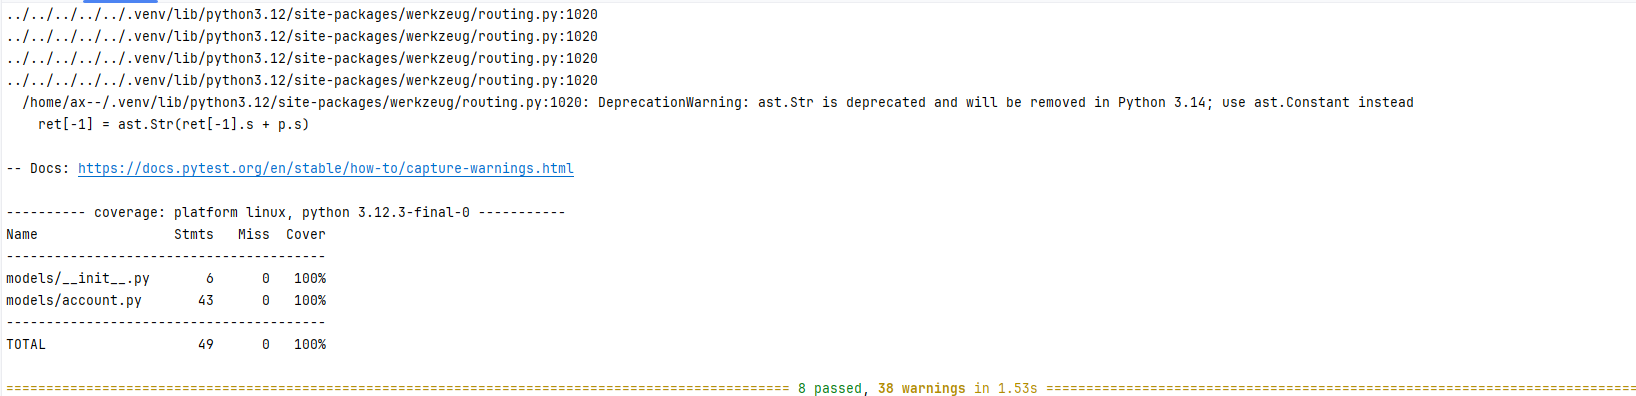 ../../../../../.venv/lib/python3.12/site-packages/werkzeug/routing.py:1020
../../../../../.venv/lib/python3.12/site-packages/werkzeug/routing.py:1020
../../../../../.venv/lib/python3.12/site-packages/werkzeug/routing.py:1020
../../../../../.venv/lib/python3.12/site-packages/werkzeug/routing.py:1020
  /home/ax--/.venv/lib/python3.12/site-packages/werkzeug/routing.py:1020: DeprecationWarning: ast.Str is deprecated and will be removed in Python 3.14; use ast.Constant instead
    ret[-1] = ast.Str(ret[-1].s + p.s)

-- Docs: https://docs.pytest.org/en/stable/how-to/capture-warnings.html

---------- coverage: platform linux, python 3.12.3-final-0 -----------
Name                 Stmts   Miss  Cover
----------------------------------------
models/__init__.py       6      0   100%
models/account.py       43      0   100%
----------------------------------------
TOTAL                   49      0   100%

================================================================================================== 8 passed, 38 warnings in 1.53s ==========================================================================